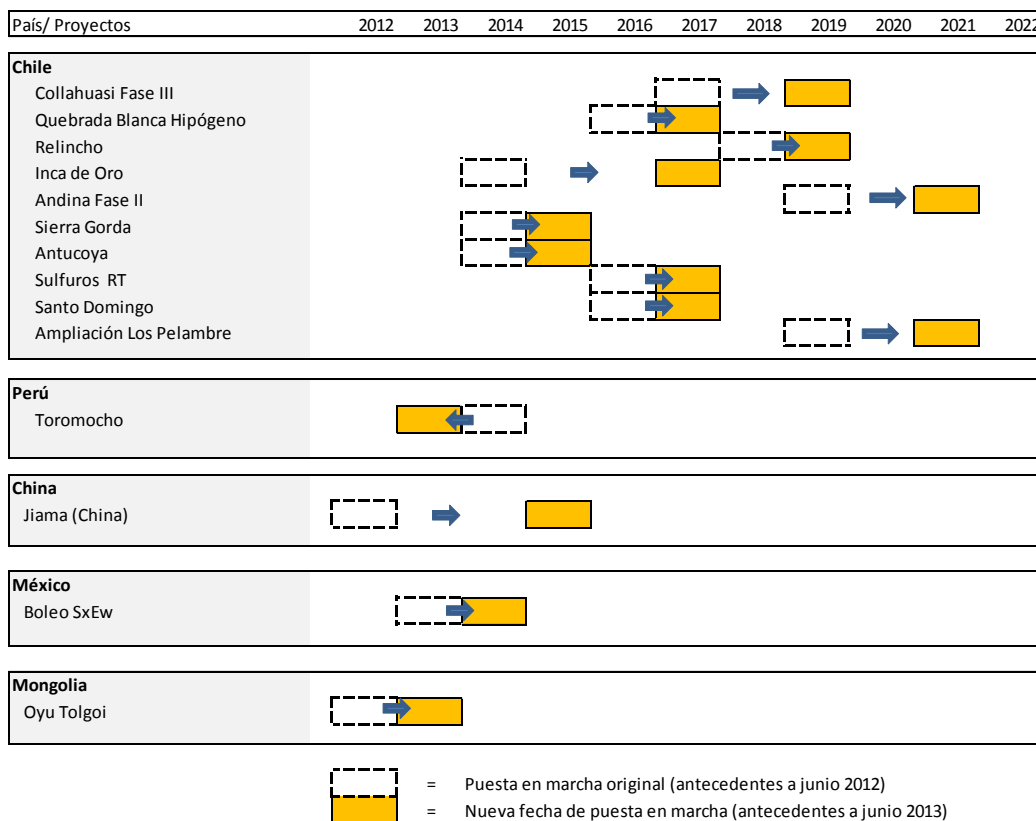 País/ Proyectos 2012 2013 2014 2015 2016 2017 2018 2019 2020 2021 2022
Chile
Collahuasi Fase III
Quebrada Blanca Hipógeno
Relincho
Inca de Oro
Andina Fase II
Sierra Gorda
Antucoya
Sulfuros RT
Santo Domingo
Ampliación Los Pelambre
Perú
Toromocho
China
Jiama (China)
México
Boleo SxEw
Mongolia
Oyu Tolgoi
= Puesta en marcha original (antecedentes a junio 2012)
= Nueva fecha de puesta en marcha (antecedentes a junio 2013)